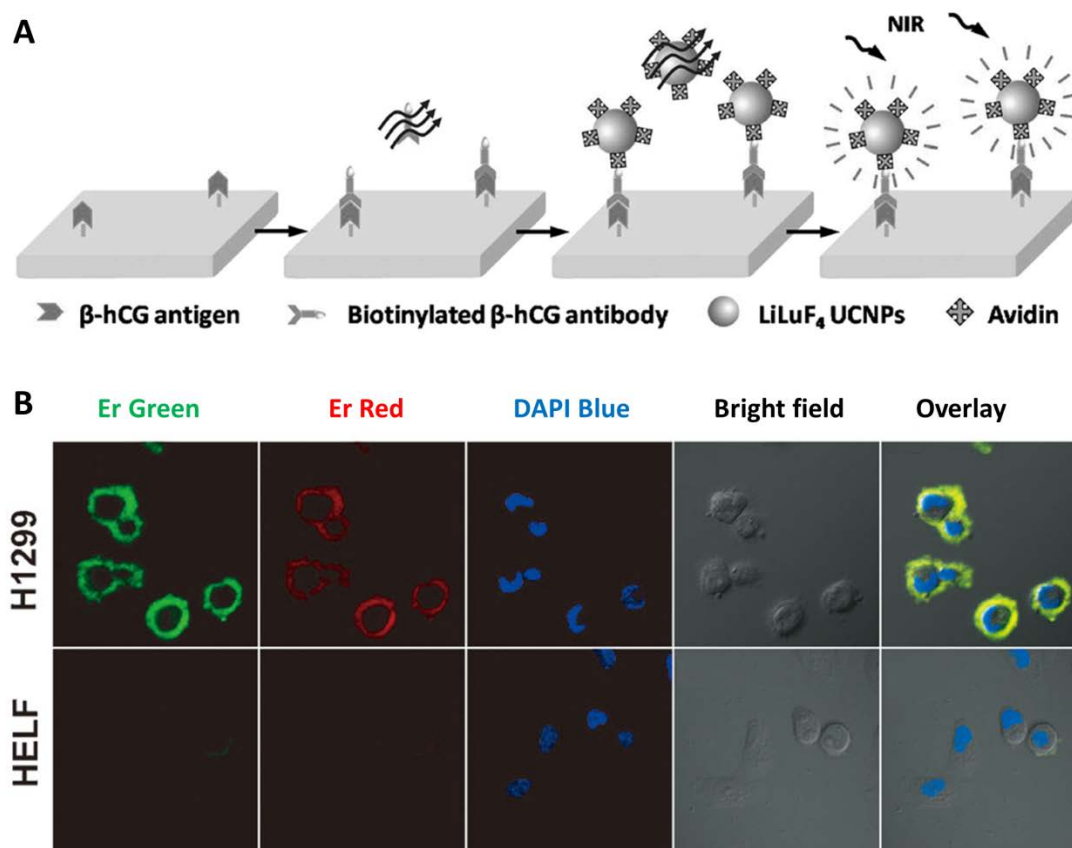 A
NIR
β-hCG antigen Biotinylated β-hCG antibody LiLuF₄ UCNPs Avidin
B
Er Green Er Red DAPI Blue Bright field Overlay
H1299
HELF